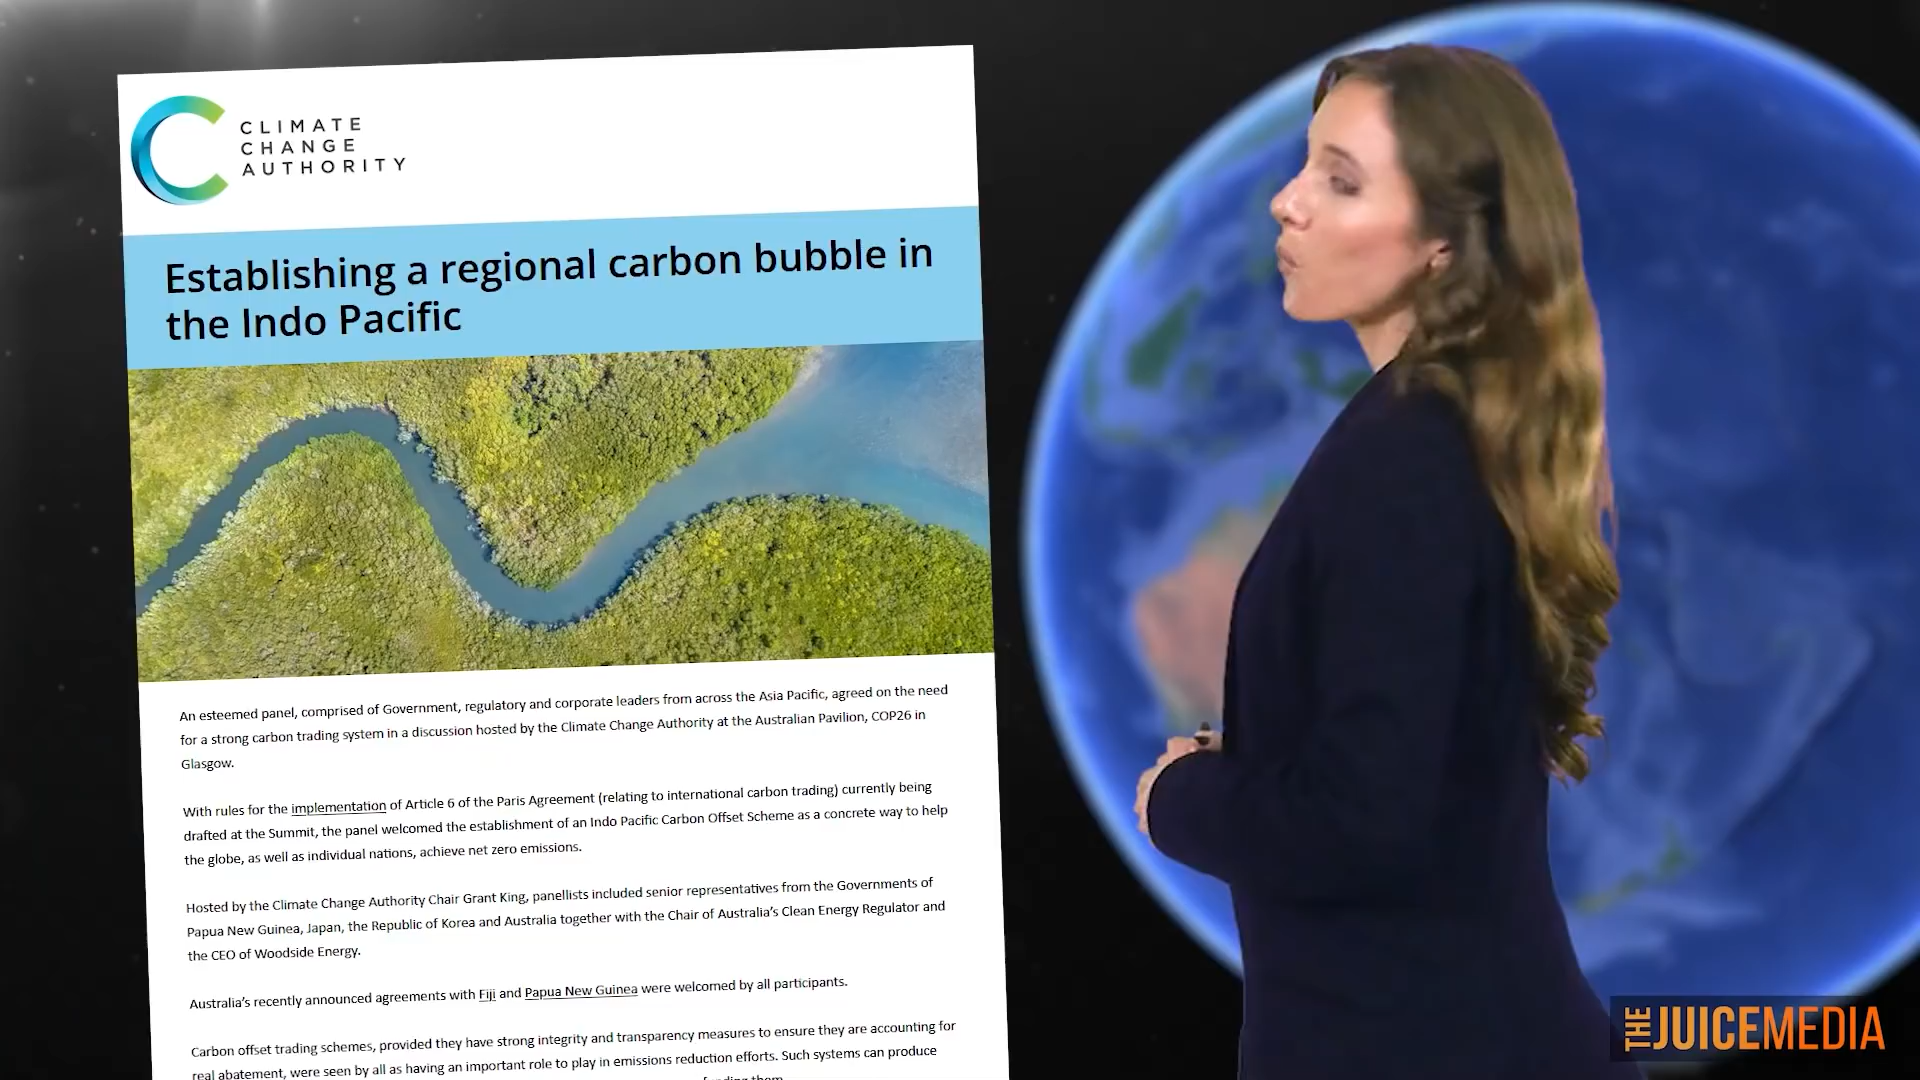 CLIMATE
CHANGE
AUTHORITY
Establishing a regional carbon bubble in
the Indo Pacific
An esteemed panel, comprised of Government, regulatory and corporate leaders from across the Asia Pacific, agreed on the need
for a strong carbon trading system in a discussion hosted by the Climate Change Authority at the Australian Pavilion, COP26 in
Glasgow.
With rules for the implementation of Article 6 of the Paris Agreement (relating to international carbon trading) currently being
drafted at the Summit, the panel welcomed the establishment of an Indo Pacific Carbon Offset Scheme as a concrete way to help
the globe, as well as individual nations, achieve net zero emissions.
Hosted by the Climate Change Authority Chair Grant King, panellists included senior representatives from the Governments of
Papua New Guinea, Japan, the Republic of Korea and Australia together with the Chair of Australia's Clean Energy Regulator and
the CEO of Woodside Energy.
Australia's recently announced agreements with Fiji and Papua New Guinea were welcomed by all participants.
Carbon offset trading schemes, provided they have strong integrity and transparency measures to ensure they are accounting for
real abatement, were seen by all as having an important role to play in emissions reduction efforts. Such systems can produce
them
THE JUICEMEDIA